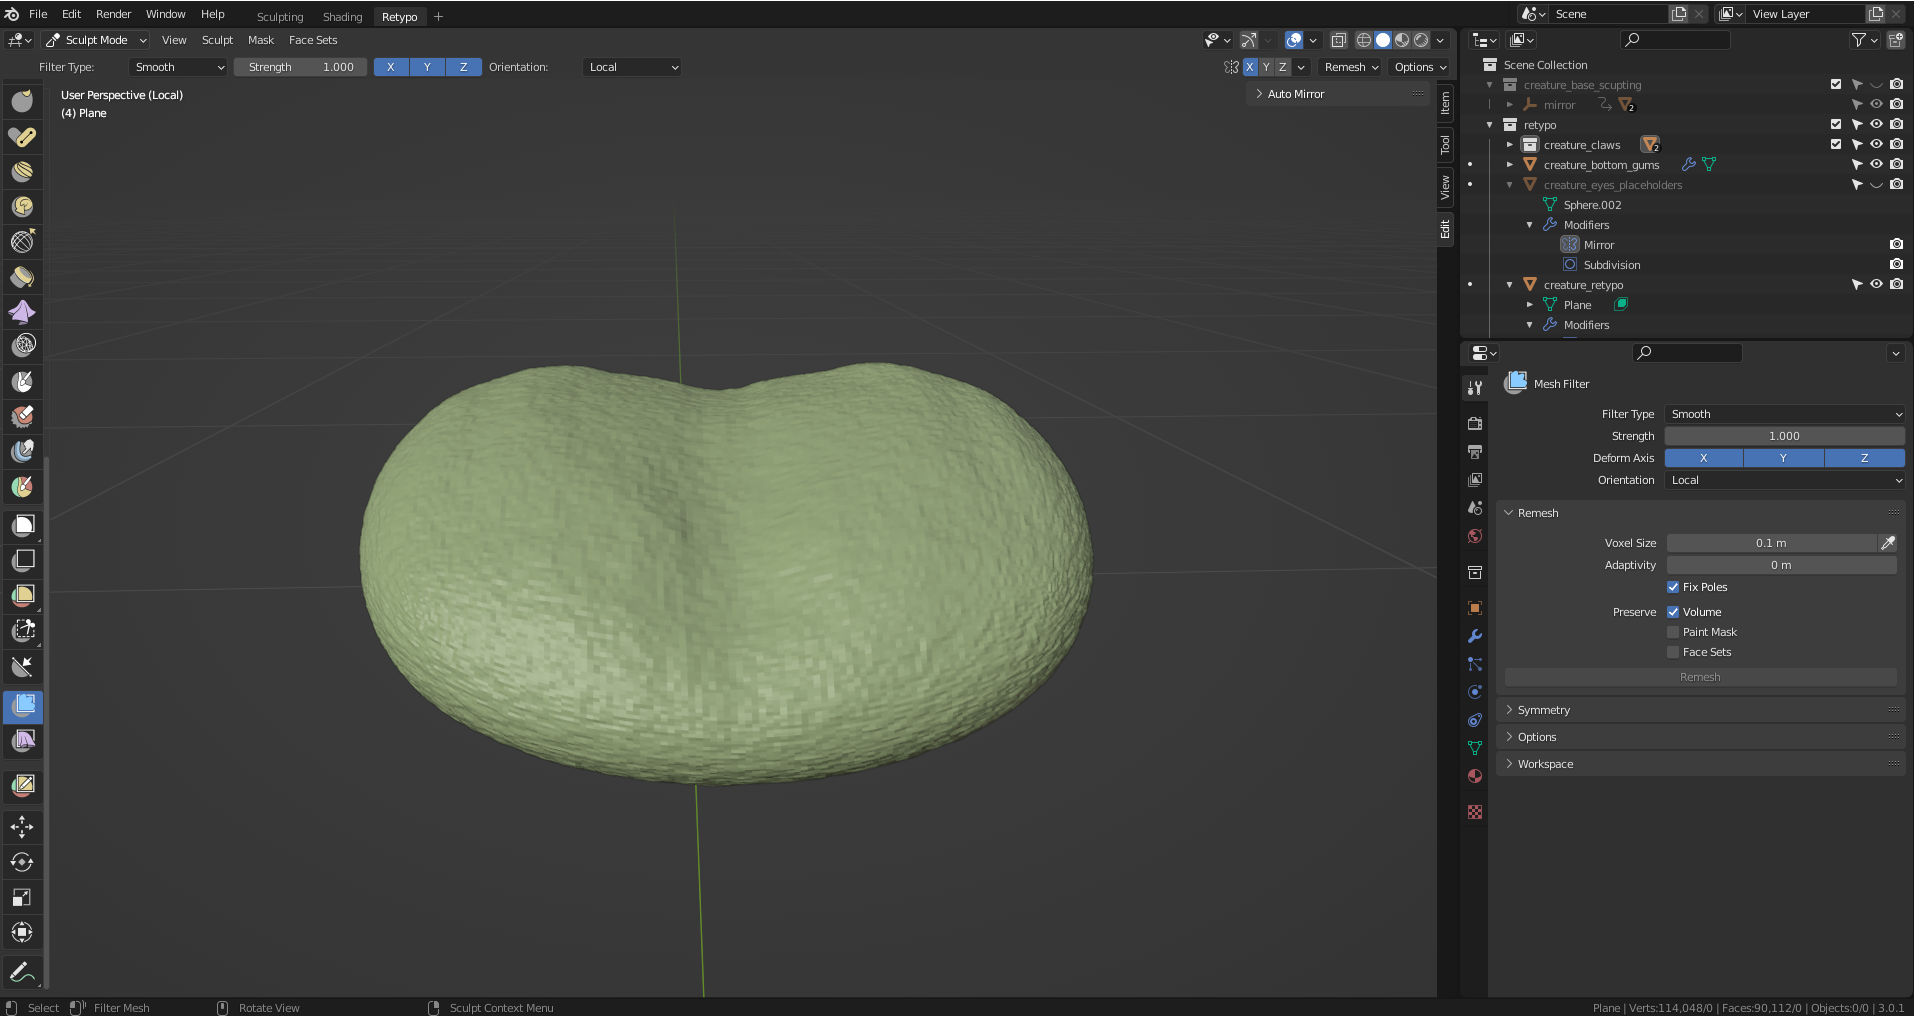 File Edit Render Window Help Sculpting Shading Retypo + Scene View Layer
Sculpt Mode View Sculpt Mask Face Sets
Filter Type: Smooth Strength 1.000 X Y Z Orientation: Local X Y Z Remesh Options
User Perspective (Local)
(4) Plane
Auto Mirror
Item
Tool
View
Edit
Scene Collection
creature_base_scupting
mirror 2
retypo
creature_claws 2
creature_bottom_gums
creature_eyes_placeholders
Sphere.002
Modifiers
Mirror
Subdivision
creature_retypo
Plane
Modifiers
Mesh Filter
Filter Type Smooth
Strength 1.000
Deform Axis X Y Z
Orientation Local
Remesh
Voxel Size 0.1 m
Adaptivity 0 m
Fix Poles
Preserve Volume
Paint Mask
Face Sets
Remesh
Symmetry
Options
Workspace
Select Filter Mesh Rotate View Sculpt Context Menu Plane | Verts:114,048/0 | Faces:90,112/0 | Objects:0/0 | 3.0.1